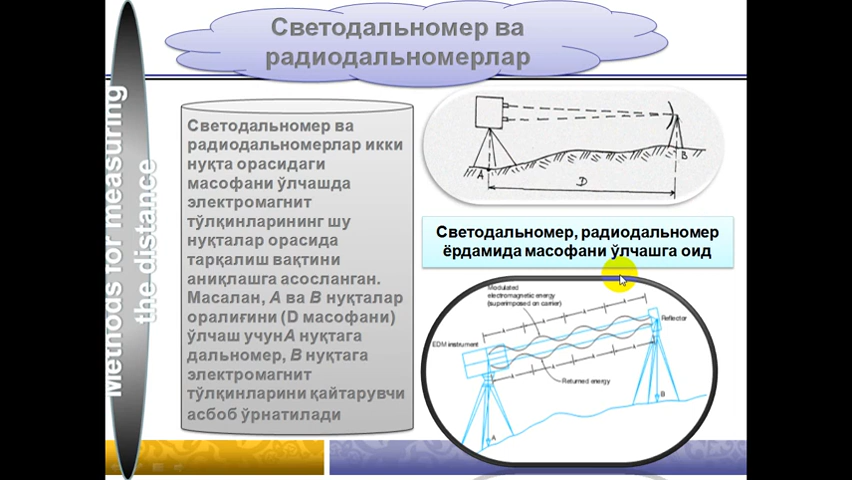 Светодальномер ва
радиодальномерлар
Methods for measuring
the distance
Светодальномер ва
радиодальномерлар икки
нуқта орасидаги
масофани ўлчашда
электромагнит
тўлқинларининг шу
нуқталар орасида
тарқалиш вақтини
аниқлашга асосланган.
Масалан, А ва В нуқталар
оралиғини (D масофани)
ўлчаш учунА нуқтага
дальномер, В нуқтага
электромагнит
тўлқинларини қайтарувчи
асбоб ўрнатилади
A
B
D
Светодальномер, радиодальномер
ёрдамида масофани ўлчашга оид
Modulated
electromagnetic energy
(superimposed on carrier)
Reflector
EDM instrument
Returned energy
B
A